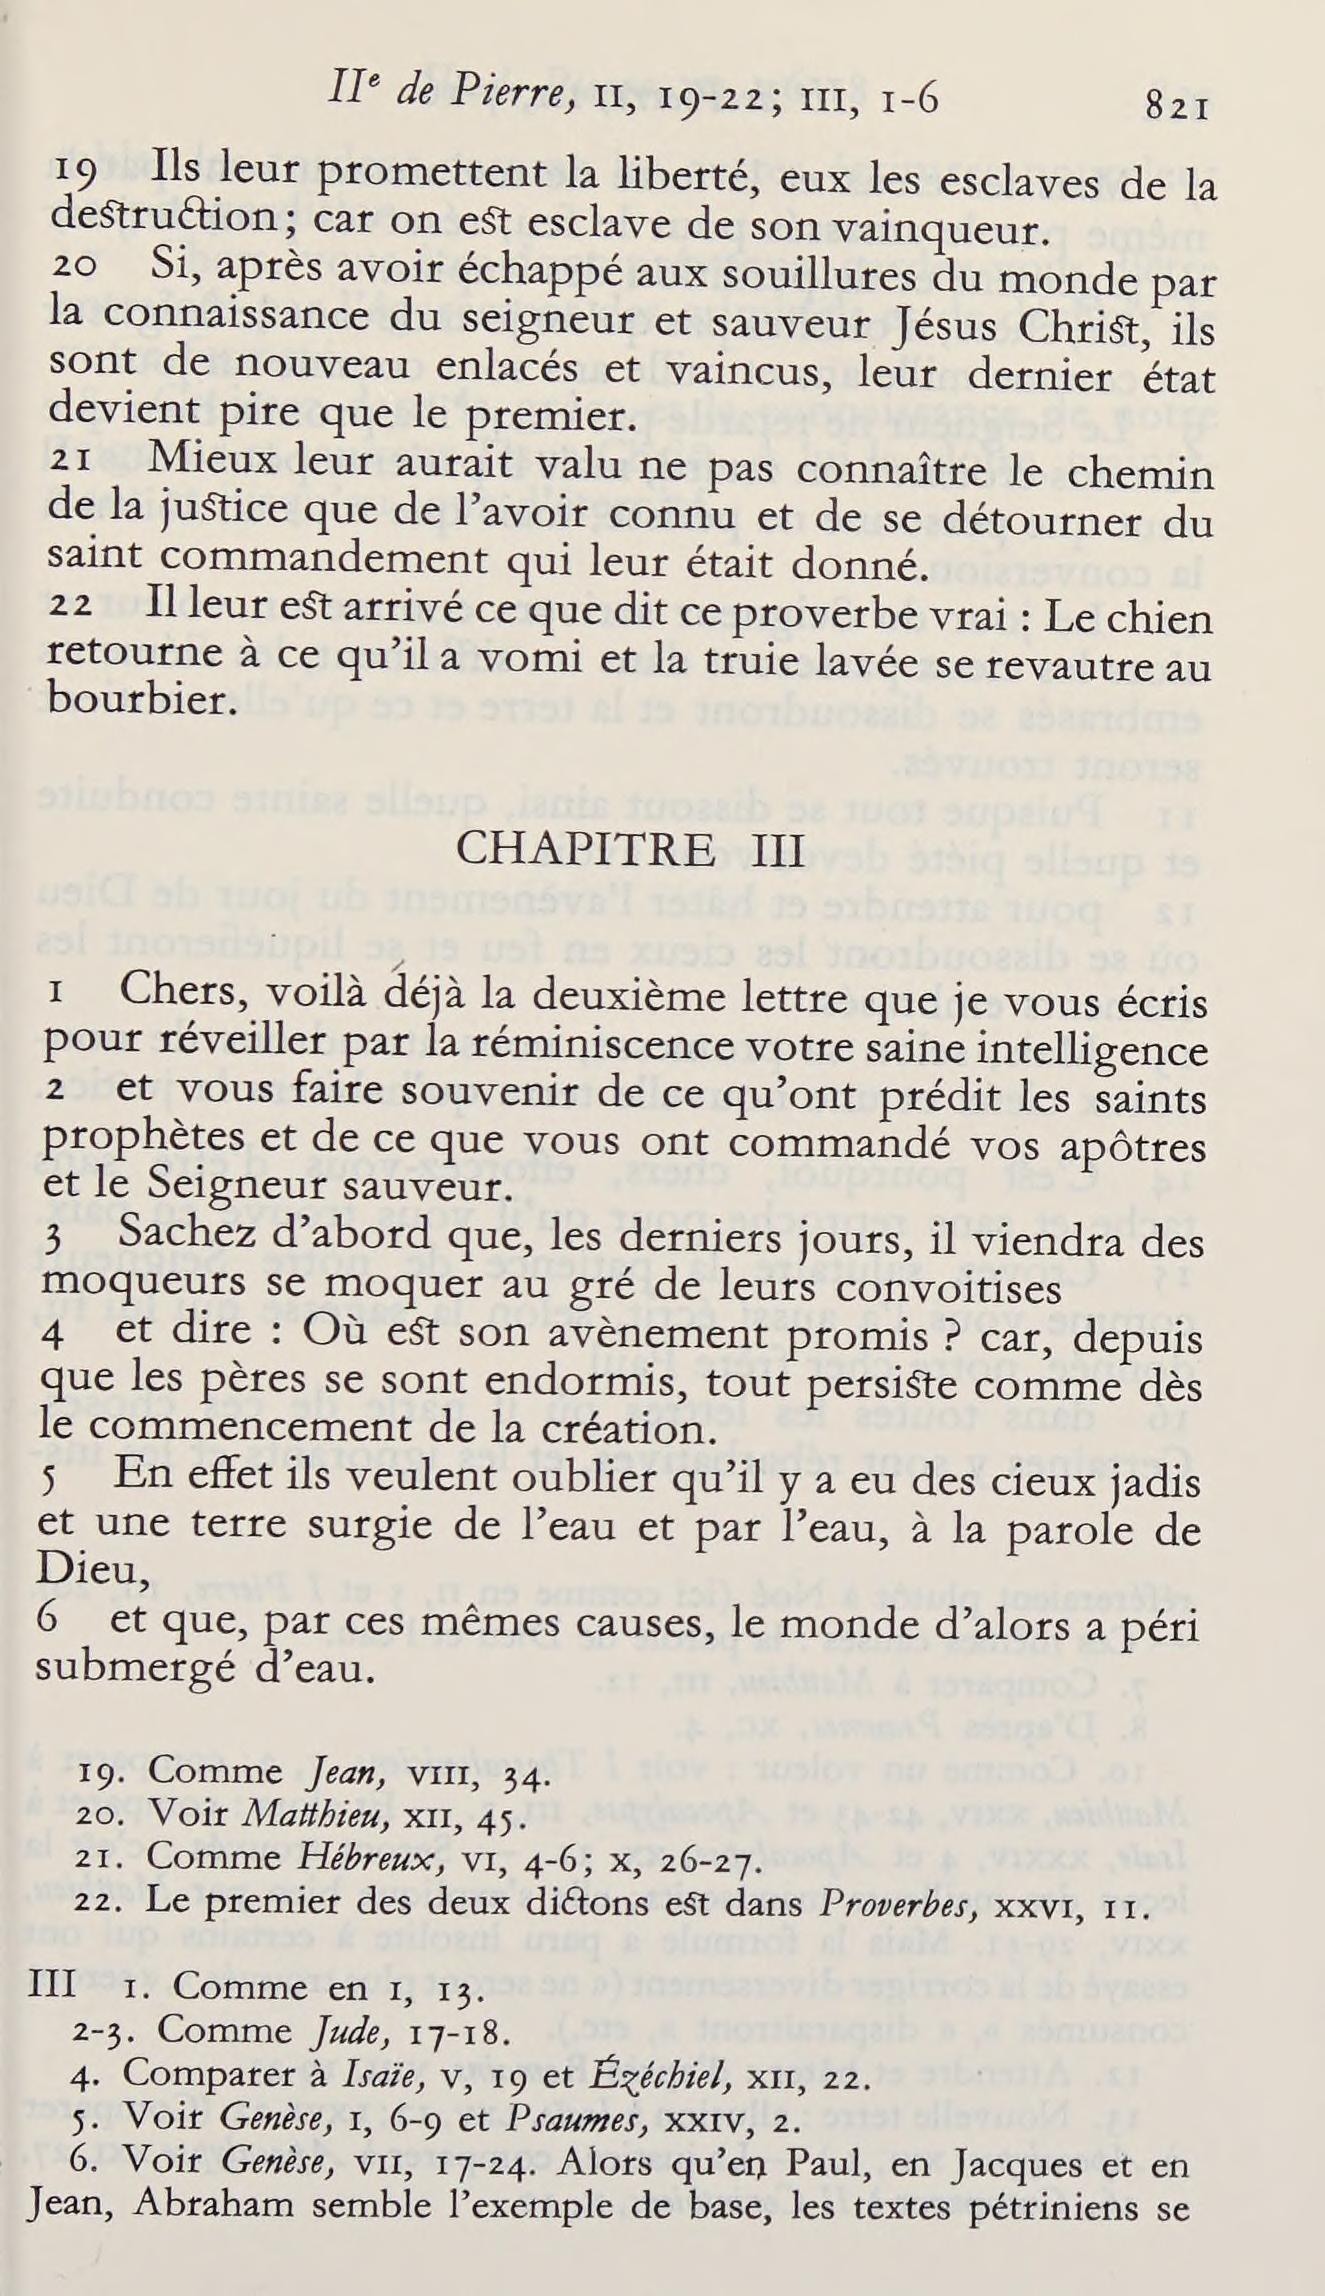 IIe de Pierre, II, 19-22; III, 1-6 821
19 Ils leur promettent la liberté, eux les esclaves de la
destruction; car on est esclave de son vainqueur.
20 Si, après avoir échappé aux souillures du monde par
la connaissance du seigneur et sauveur Jésus Christ, ils
sont de nouveau enlacés et vaincus, leur dernier état
devient pire que le premier.
21 Mieux leur aurait valu ne pas connaître le chemin
de la justice que de l'avoir connu et de se détourner du
saint commandement qui leur était donné.
22 Il leur est arrivé ce que dit ce proverbe vrai : Le chien
retourne à ce qu'il a vomi et la truie lavée se revautre au
bourbier.
CHAPITRE III
1 Chers, voilà déjà la deuxième lettre que je vous écris
pour réveiller par la réminiscence votre saine intelligence
2 et vous faire souvenir de ce qu'ont prédit les saints
prophètes et de ce que vous ont commandé vos apôtres
et le Seigneur sauveur.
3 Sachez d'abord que, les derniers jours, il viendra des
moqueurs se moquer au gré de leurs convoitises
4 et dire : Où est son avènement promis ? car, depuis
que les pères se sont endormis, tout persiste comme dès
le commencement de la création.
5 En effet ils veulent oublier qu'il y a eu des cieux jadis
et une terre surgie de l'eau et par l'eau, à la parole de
Dieu,
6 et que, par ces mêmes causes, le monde d'alors a péri
submergé d'eau.
19. Comme Jean, VIII, 34.
20. Voir Matthieu, XII, 45.
21. Comme Hébreux, VI, 4-6; X, 26-27.
22. Le premier des deux dictons est dans Proverbes, XXVI, 11.
III 1. Comme en I, 13.
2-3. Comme Jude, 17-18.
4. Comparer à Isaïe, V, 19 et Ézéchiel, XII, 22.
5. Voir Genèse, I, 6-9 et Psaumes, XXIV, 2.
6. Voir Genèse, VII, 17-24. Alors qu'en Paul, en Jacques et en
Jean, Abraham semble l'exemple de base, les textes pétriniens se